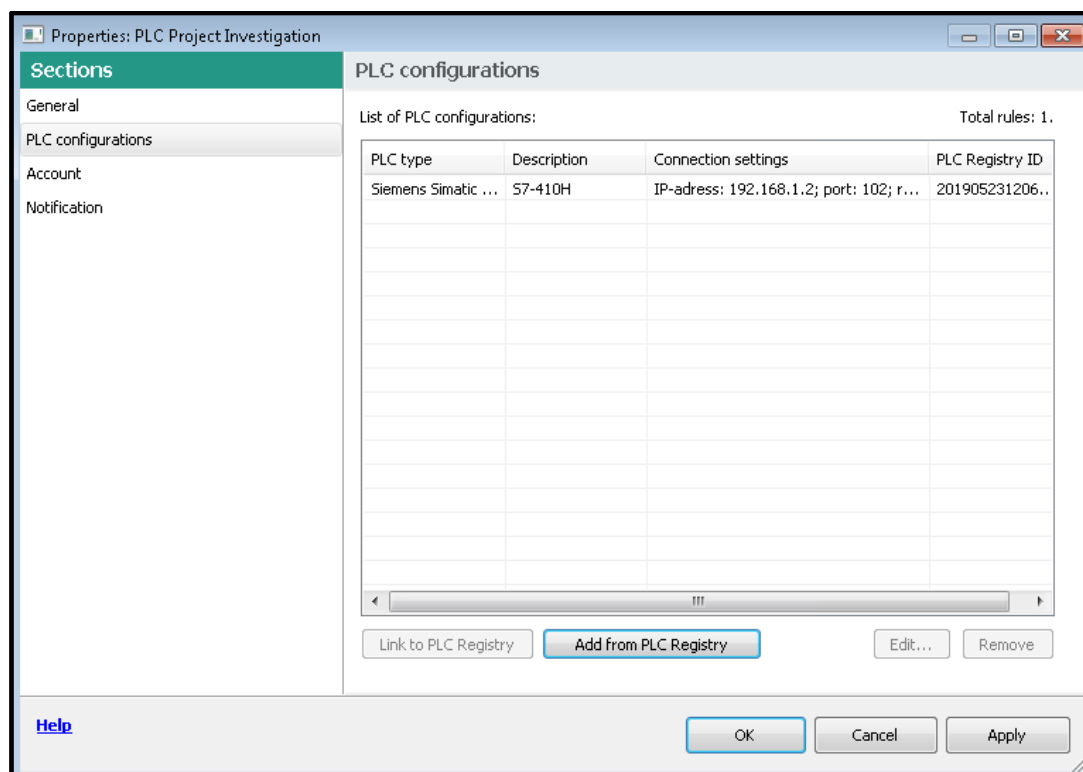 Properties: PLC Project Investigation
Sections
General
PLC configurations
Account
Notification
PLC configurations
List of PLC configurations: Total rules: 1.
PLC type Description Connection settings PLC Registry ID
Siemens Simatic ... S7-410H IP-adress: 192.168.1.2; port: 102; r... 201905231206...
Link to PLC Registry Add from PLC Registry Edit... Remove
Help
OK Cancel Apply